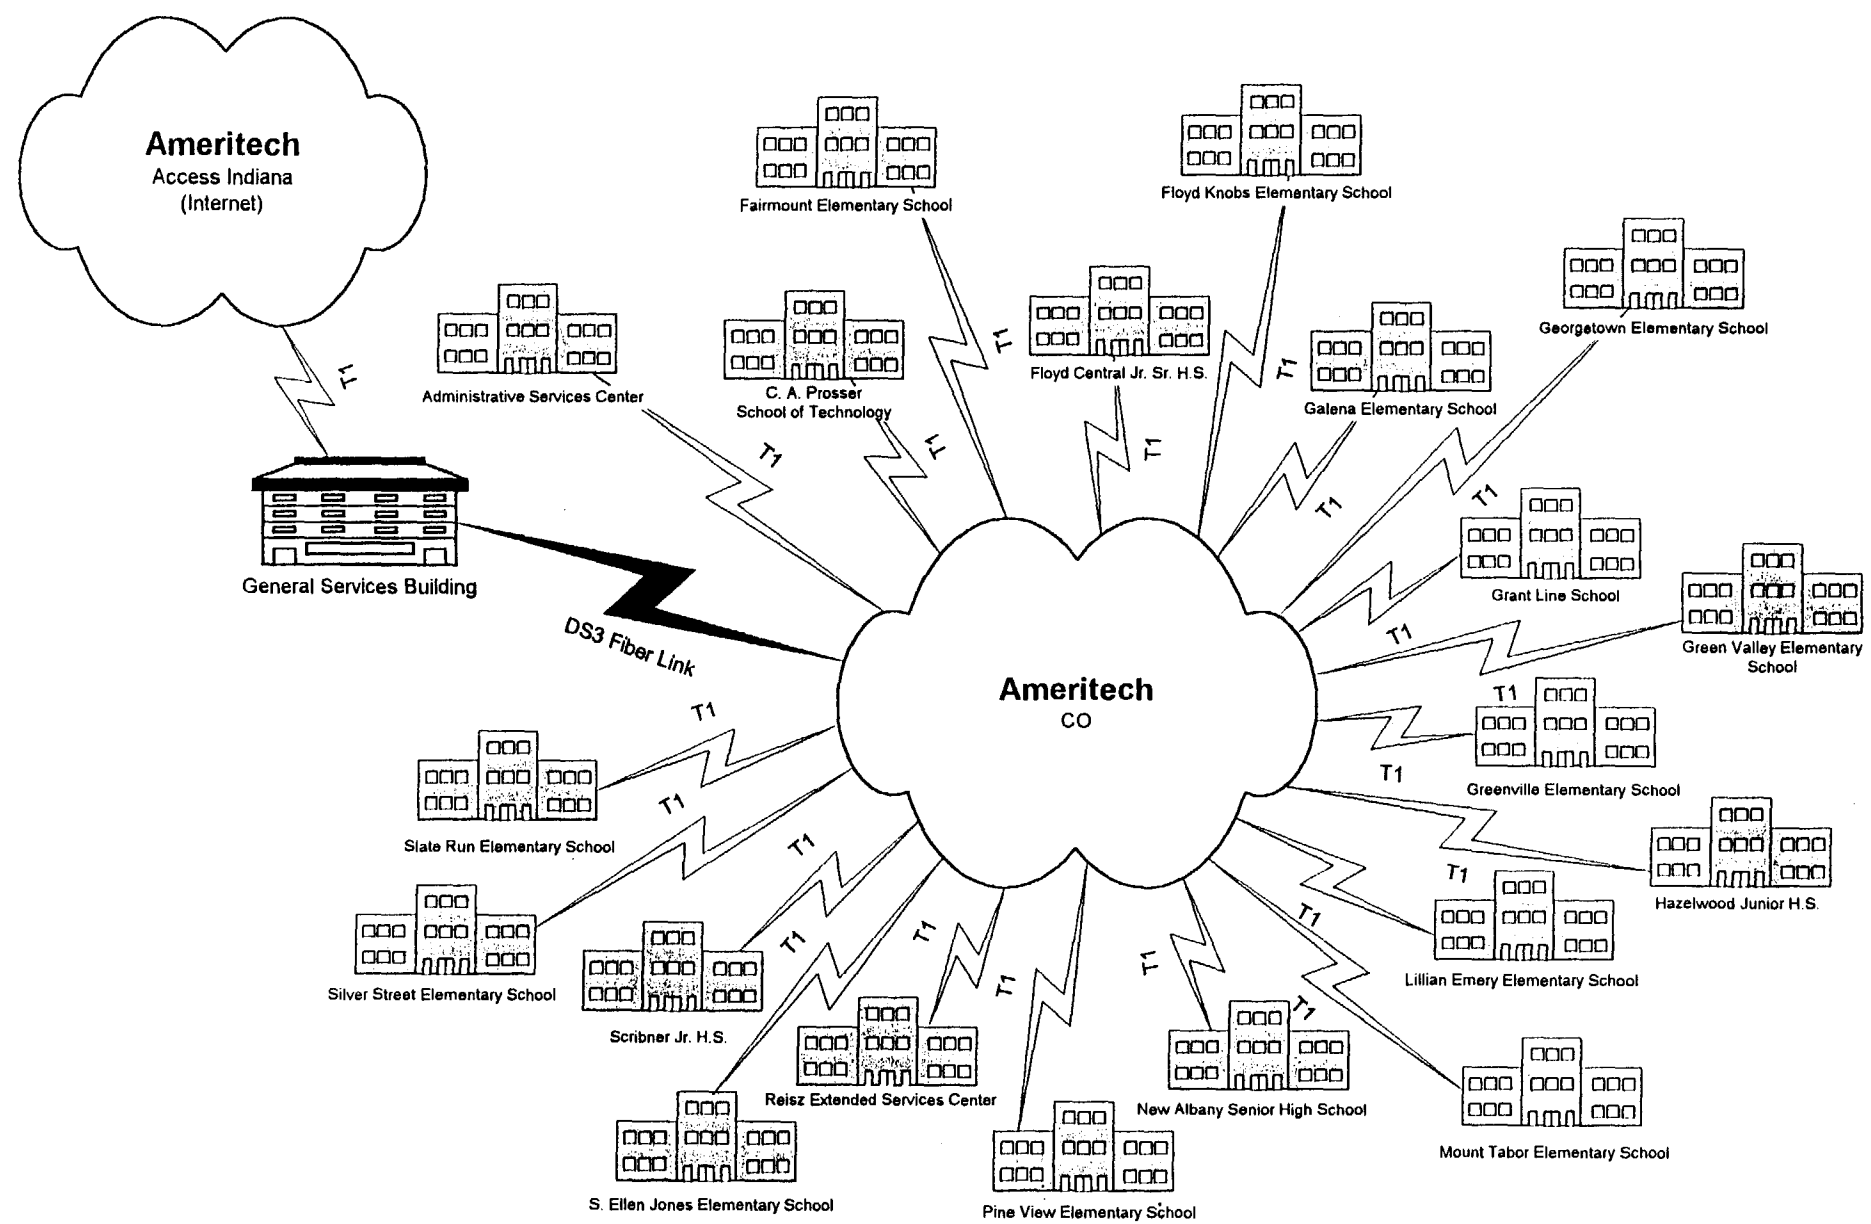 Ameritech
Access Indiana
(Internet)
T1
Fairmount Elementary School
Floyd Knobs Elementary School
Georgetown Elementary School
Administrative Services Center
C. A. Prosser
School of Technology
Floyd Central Jr. Sr. H.S.
Galena Elementary School
T1
T1
T1
T1
T1
T1
T1
T1
General Services Building
DS3 Fiber Link
Grant Line School
T1
Green Valley Elementary
School
T1
Ameritech
CO
T1
Greenville Elementary School
T1
Slate Run Elementary School
T1
Silver Street Elementary School
T1
Scribner Jr. H.S.
T1
S. Ellen Jones Elementary School
T1
Reisz Extended Services Center
T1
Pine View Elementary School
T1
New Albany Senior High School
T1
T1
Mount Tabor Elementary School
T1
Lillian Emery Elementary School
Hazelwood Junior H.S.